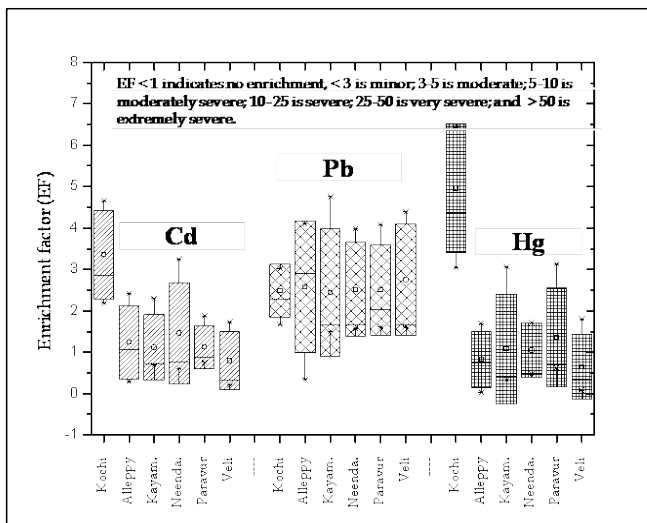 8
7
6
5
4
3
2
1
0
-1
Enrichment factor (EF)
EF < 1 indicates no enrichment, < 3 is minor; 3-5 is moderate; 5-10 is
moderately severe; 10-25 is severe; 25-50 is very severe; and > 50 is
extremely severe.
Cd
Pb
Hg
Kochi
Alleppy
Kayam.
Neenda.
Paravur
Veli
----
Kochi
Alleppy
Kayam.
Neenda.
Paravur
Veli
----
Kochi
Alleppy
Kayam.
Neenda.
Paravur
Veli